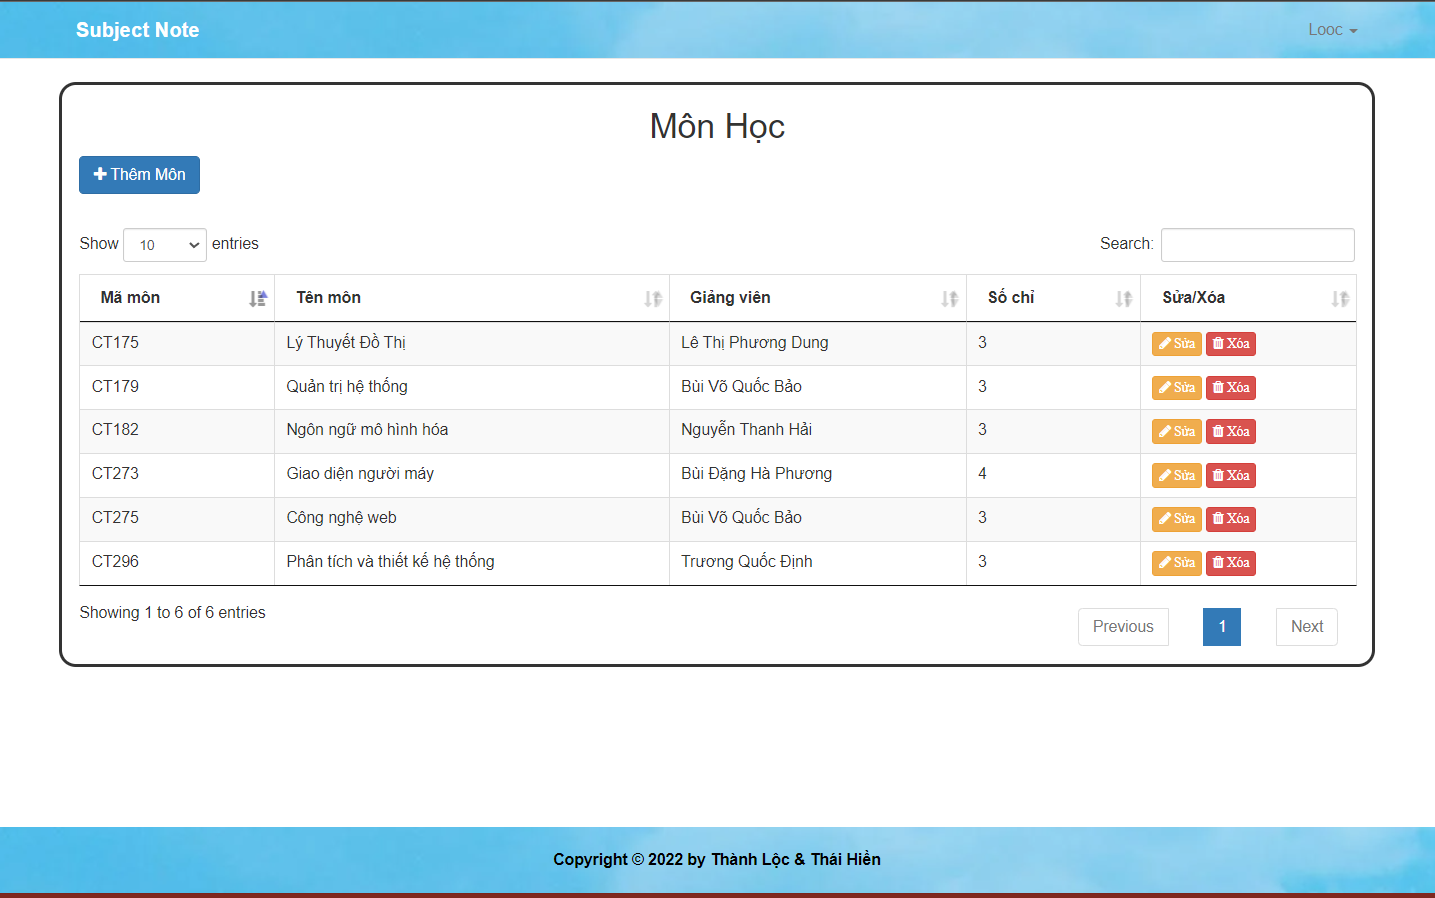 Subject Note Looc
Môn Học
Thêm Môn
Show 10 entries Search:
Mã môn Tên môn Giảng viên Số chỉ Sửa/Xóa
CT175 Lý Thuyết Đồ Thị Lê Thị Phương Dung 3 Sửa Xóa
CT179 Quản trị hệ thống Bùi Võ Quốc Bảo 3 Sửa Xóa
CT182 Ngôn ngữ mô hình hóa Nguyễn Thanh Hải 3 Sửa Xóa
CT273 Giao diện người máy Bùi Đặng Hà Phương 4 Sửa Xóa
CT275 Công nghệ web Bùi Võ Quốc Bảo 3 Sửa Xóa
CT296 Phân tích và thiết kế hệ thống Trương Quốc Định 3 Sửa Xóa
Showing 1 to 6 of 6 entries Previous 1 Next
Copyright © 2022 by Thành Lộc & Thái Hiển